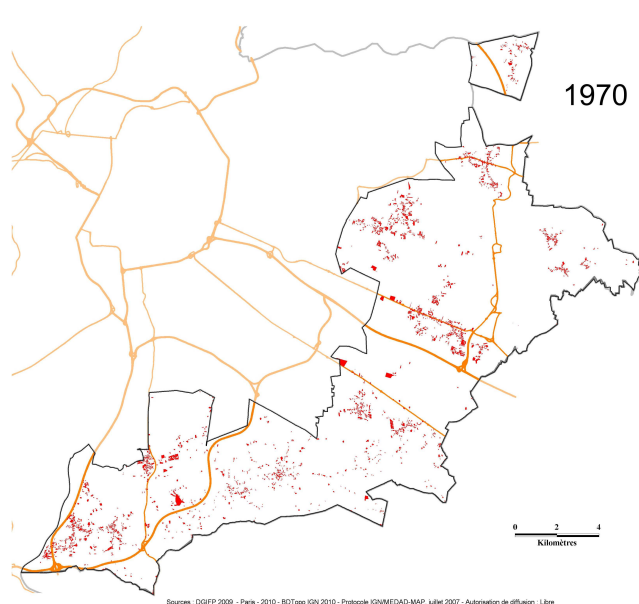 1970
0 2 4
Kilomètres
Sources : DGIFP 2009 - Paris - 2010 - BDTopo IGN 2010 - Protocole IGN/MEDAD-MAP juillet 2007 - Autorisation de diffusion : Libre